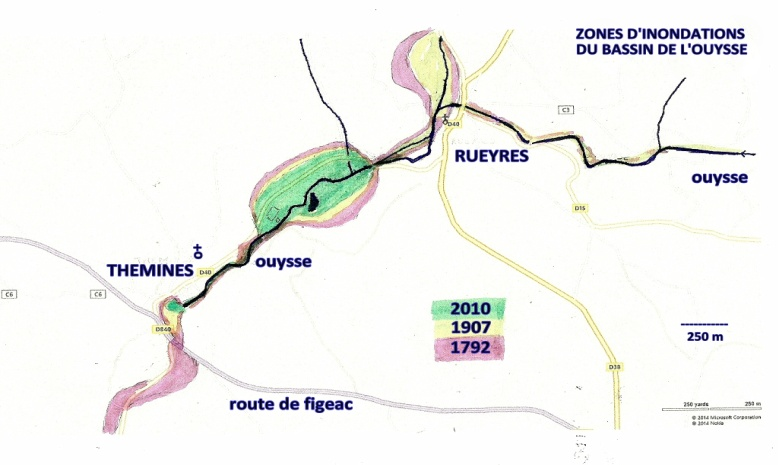 ZONES D'INONDATIONS
DU BASSIN DE L'OUYSSE
C3
D40
RUEYRES
ouysse
D15
THEMINES
ouysse
D40
C6
C6
D840
2010
1907
1792
250 m
D38
route de figeac
250 yards 250 m
© 2014 Microsoft Corporation
© 2014 Nokia